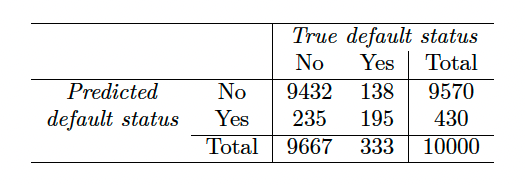 True default status
No Yes Total
Predicted No 9432 138 9570
default status Yes 235 195 430
Total 9667 333 10000